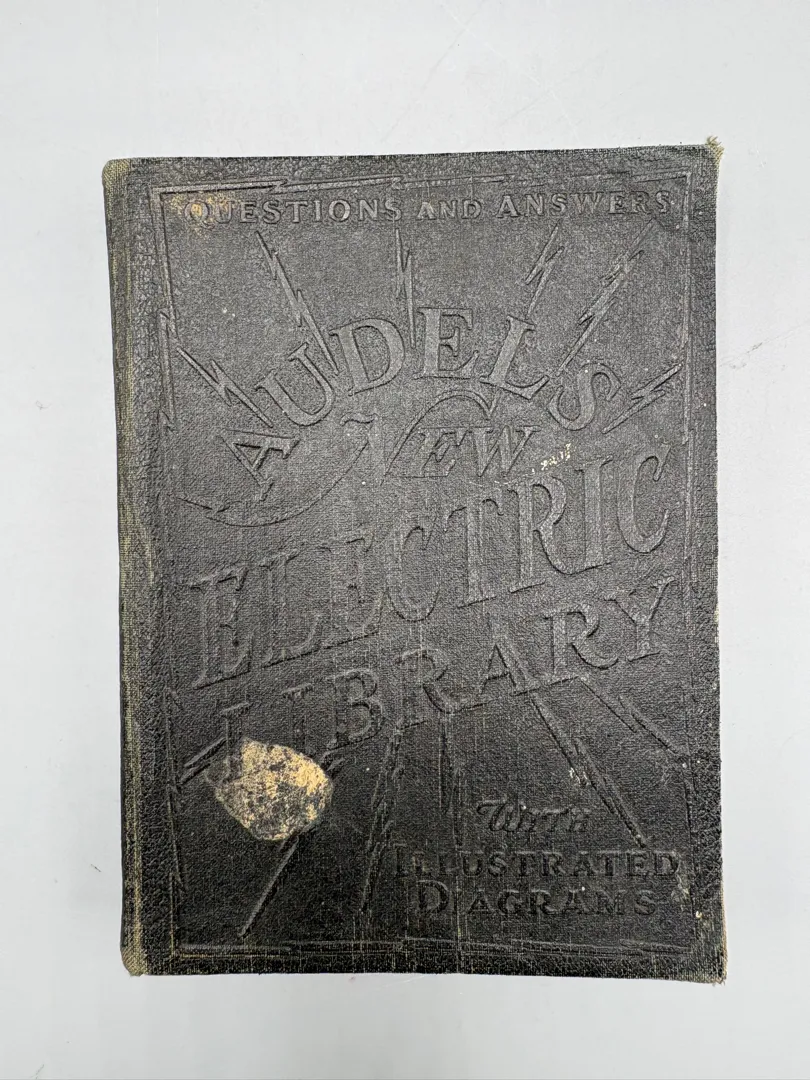 QUESTIONS AND ANSWERS
AUDELS
NEW
ELECTRIC
LIBRARY
WITH
ILLUSTRATED
DIAGRAMS